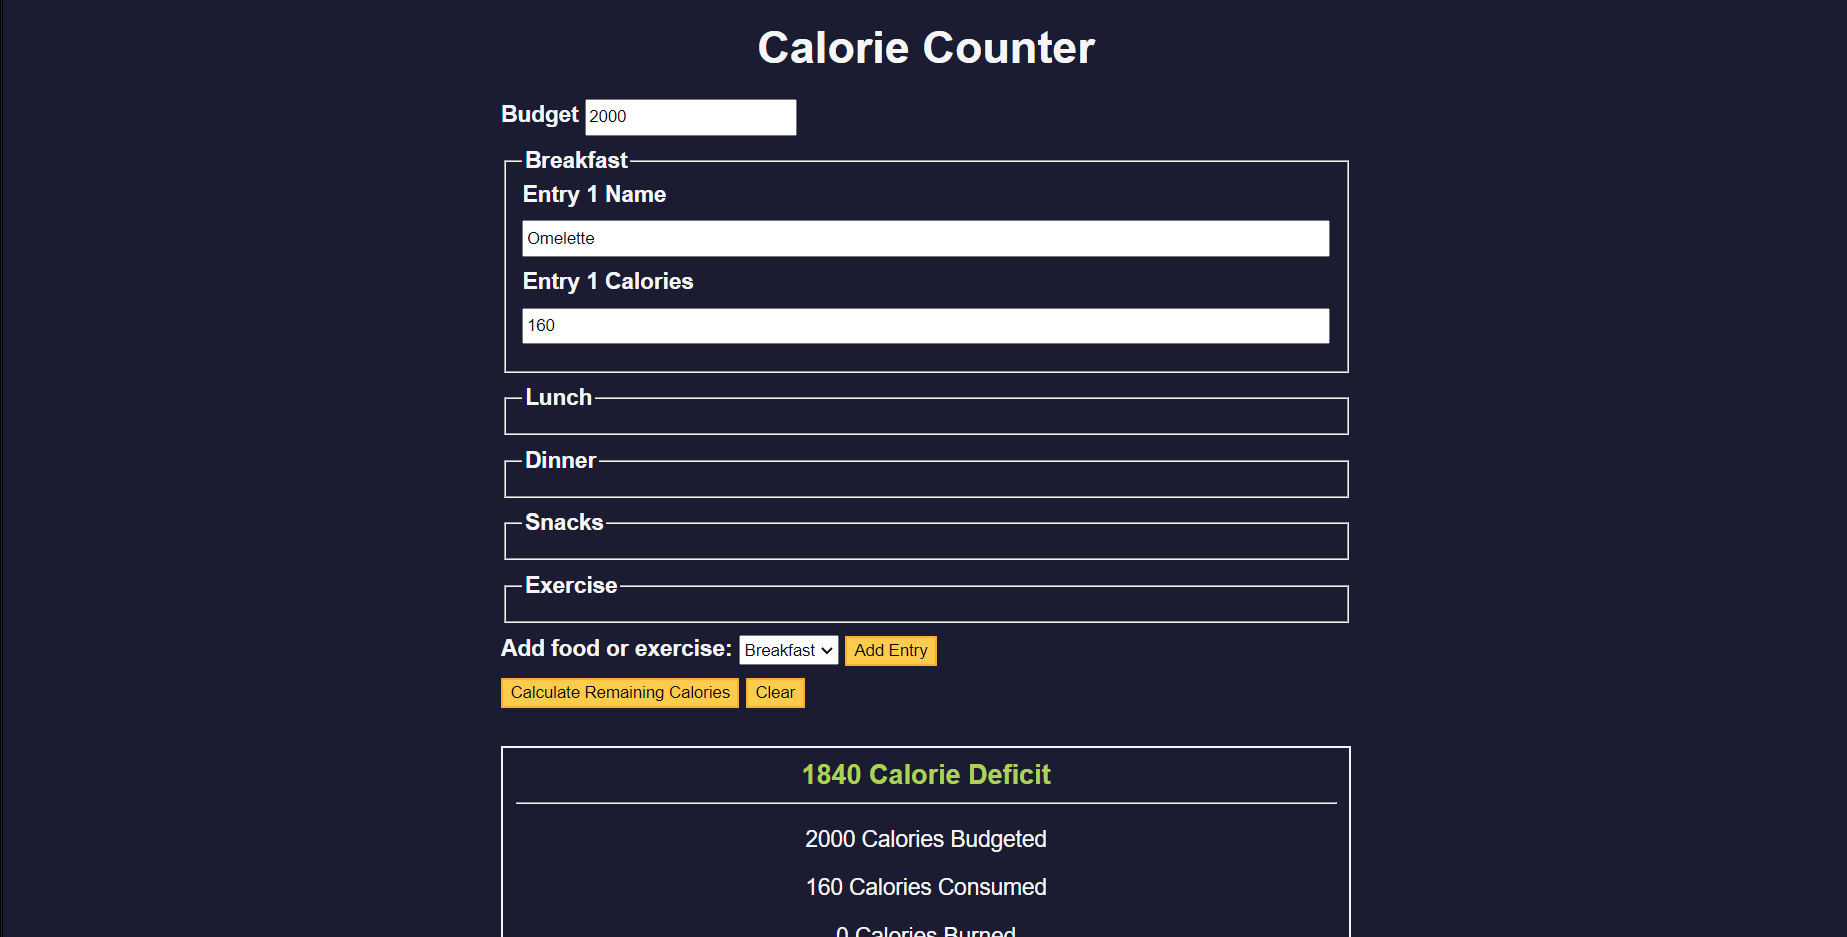 Calorie Counter
Budget 2000
Breakfast
Entry 1 Name
Omelette
Entry 1 Calories
160
Lunch
Dinner
Snacks
Exercise
Add food or exercise: Breakfast Add Entry
Calculate Remaining Calories Clear
1840 Calorie Deficit
2000 Calories Budgeted
160 Calories Consumed
0 Calories Burned